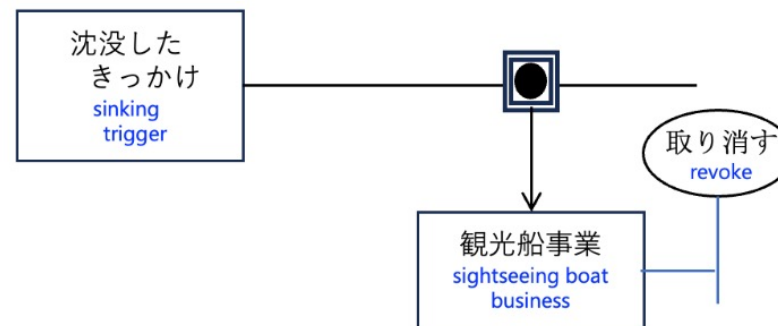 沈没した
きっかけ
sinking
trigger
取り消す
revoke
観光船事業
sightseeing boat
business